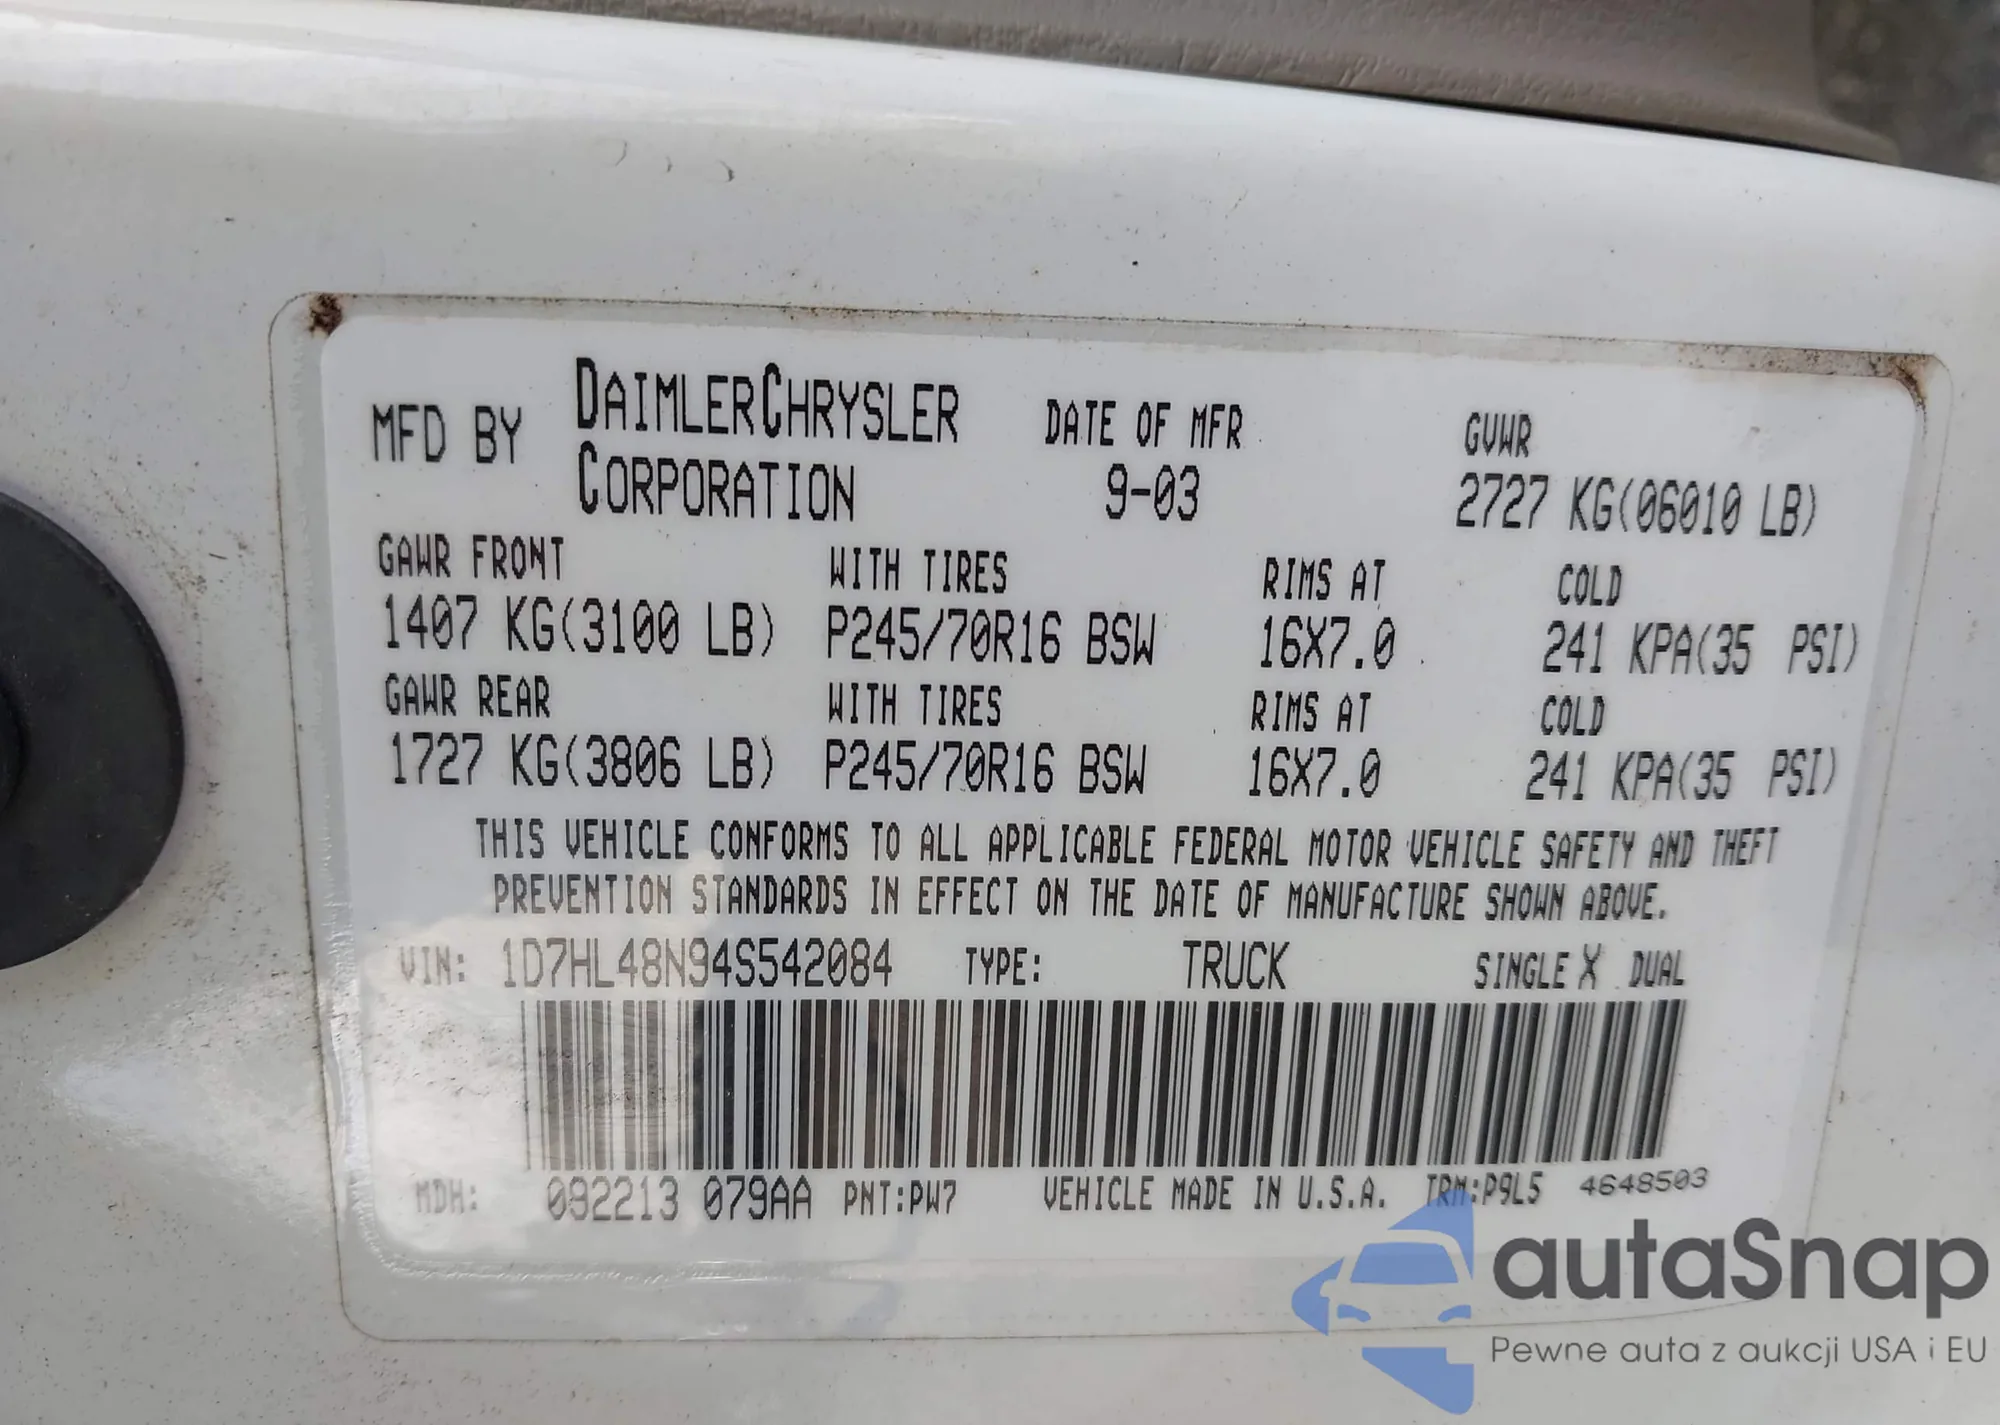 MFD BY DAIMLERCHRYSLER CORPORATION DATE OF MFR 9-03 GVWR 2727 KG(06010 LB)
GAWR FRONT WITH TIRES RIMS AT COLD
1407 KG(3100 LB) P245/70R16 BSW 16X7.0 241 KPA(35 PSI)
GAWR REAR WITH TIRES RIMS AT COLD
1727 KG(3806 LB) P245/70R16 BSW 16X7.0 241 KPA(35 PSI)
THIS VEHICLE CONFORMS TO ALL APPLICABLE FEDERAL MOTOR VEHICLE SAFETY AND THEFT
PREVENTION STANDARDS IN EFFECT ON THE DATE OF MANUFACTURE SHOWN ABOVE.
VIN: 1D7HL48N94S542084 TYPE: TRUCK SINGLE X DUAL
MDH: 092213 079AA PNT:PW7 VEHICLE MADE IN U.S.A. TRM:P9L5 4648503
autaSnap
Pewne auta z aukcji USA i EU